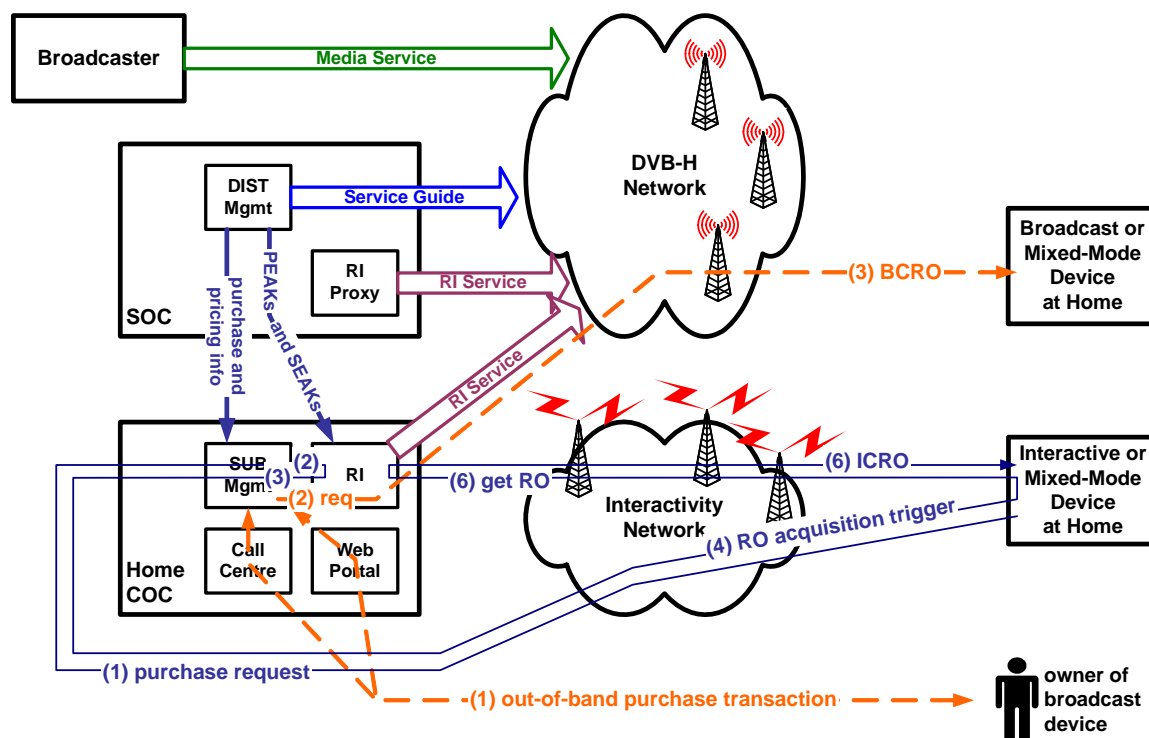 Broadcaster
Media Service
DVB-H
Network
DIST
Mgmt
Service Guide
RI
Proxy
RI Service
SOC
purchase and
pricing info
PEAKs and SEAKs
RI Service
(3) BCRO
Broadcast or
Mixed-Mode
Device
at Home
SUB
Mgmt
(2)
(3)
RI
(2) req
(6) get RO
(6) ICRO
Interactivity
Network
(4) RO acquisition trigger
Interactive or
Mixed-Mode
Device
at Home
Call
Centre
Web
Portal
Home
COC
(1) purchase request
(1) out-of-band purchase transaction
owner of
broadcast
device